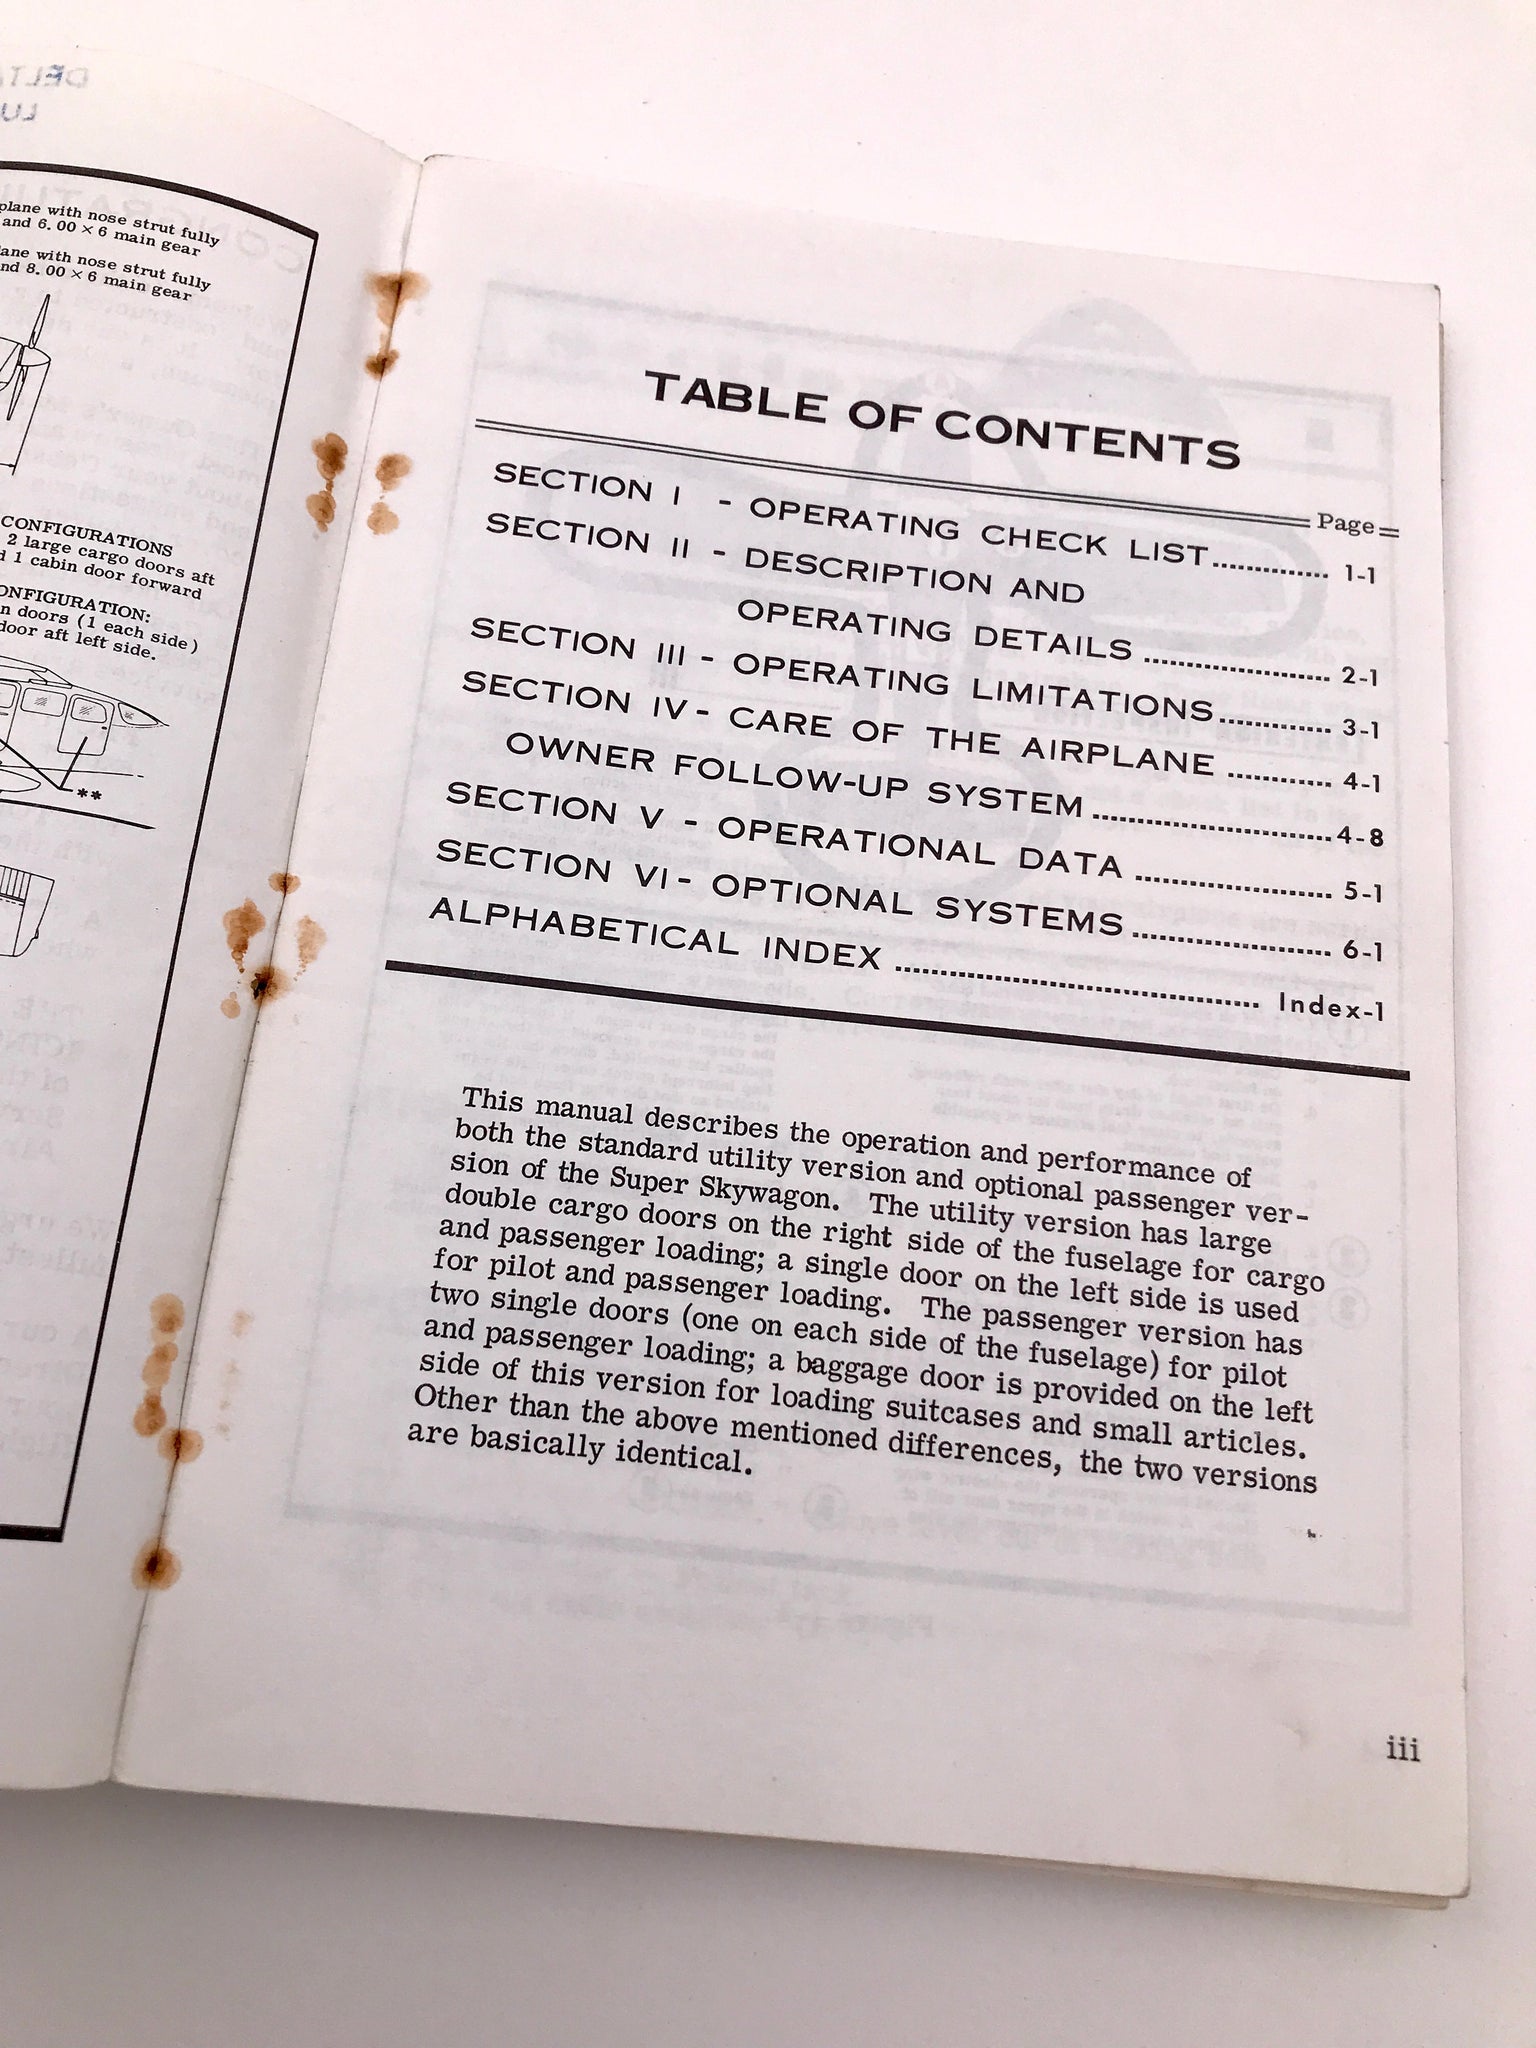 plane with nose strut fully
and 6.00 × 6 main gear
plane with nose strut fully
and 8.00 × 6 main gear
CONFIGURATIONS
2 large cargo doors aft
1 cabin door forward
CONFIGURATION:
doors (1 each side)
door aft left side.
**
TABLE OF CONTENTS
Page
SECTION I - OPERATING CHECK LIST.............. 1-1
SECTION II - DESCRIPTION AND
OPERATING DETAILS ..................... 2-1
SECTION III - OPERATING LIMITATIONS............. 3-1
SECTION IV - CARE OF THE AIRPLANE ............ 4-1
OWNER FOLLOW-UP SYSTEM ..........................4-8
SECTION V - OPERATIONAL DATA ..................... 5-1
SECTION VI - OPTIONAL SYSTEMS ...................... 6-1
ALPHABETICAL INDEX ....................................... Index-1
This manual describes the operation and performance of
both the standard utility version and optional passenger ver-
sion of the Super Skywagon. The utility version has large
double cargo doors on the right side of the fuselage for cargo
and passenger loading; a single door on the left side is used
for pilot and passenger loading. The passenger version has
two single doors (one on each side of the fuselage) for pilot
and passenger loading; a baggage door is provided on the left
side of this version for loading suitcases and small articles.
Other than the above mentioned differences, the two versions
are basically identical.
iii